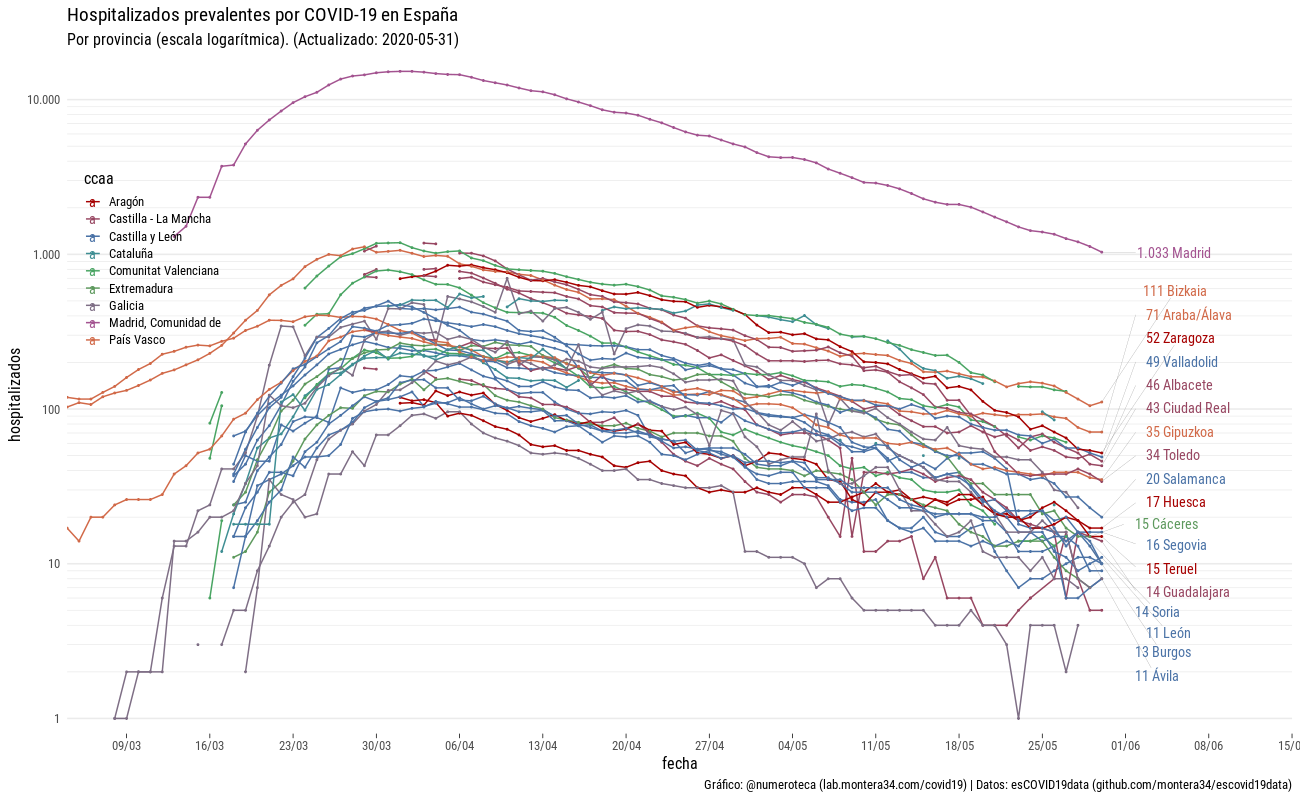 Hospitalizados prevalentes por COVID-19 en España
Por provincia (escala logarítmica). (Actualizado: 2020-05-31)
10.000
1.000
100
10
1
hospitalizados
ccaa
Aragón
Castilla - La Mancha
Castilla y León
Cataluña
Comunitat Valenciana
Extremadura
Galicia
Madrid, Comunidad de
País Vasco
1.033 Madrid
111 Bizkaia
71 Araba/Álava
52 Zaragoza
49 Valladolid
46 Albacete
43 Ciudad Real
35 Gipuzkoa
34 Toledo
20 Salamanca
17 Huesca
15 Cáceres
16 Segovia
15 Teruel
14 Guadalajara
14 Soria
11 León
13 Burgos
11 Ávila
09/03 16/03 23/03 30/03 06/04 13/04 20/04 27/04 04/05 11/05 18/05 25/05 01/06 08/06 15/0
fecha
Gráfico: @numeroteca (lab.montera34.com/covid19) | Datos: esCOVID19data (github.com/montera34/escovid19data)